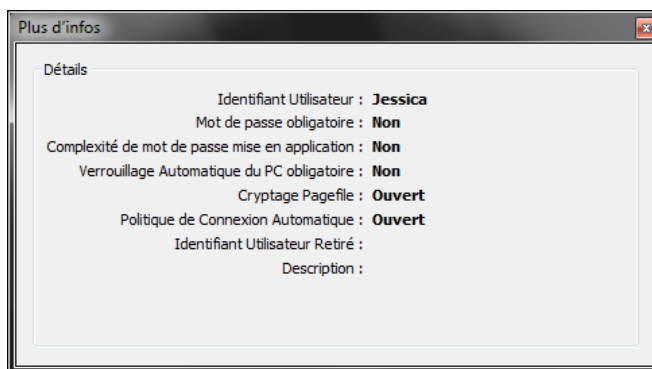 Plus d'infos
Détails
Identifiant Utilisateur : Jessica
Mot de passe obligatoire : Non
Complexité de mot de passe mise en application : Non
Verrouillage Automatique du PC obligatoire : Non
Cryptage Pagefile : Ouvert
Politique de Connexion Automatique : Ouvert
Identifiant Utilisateur Retiré :
Description :